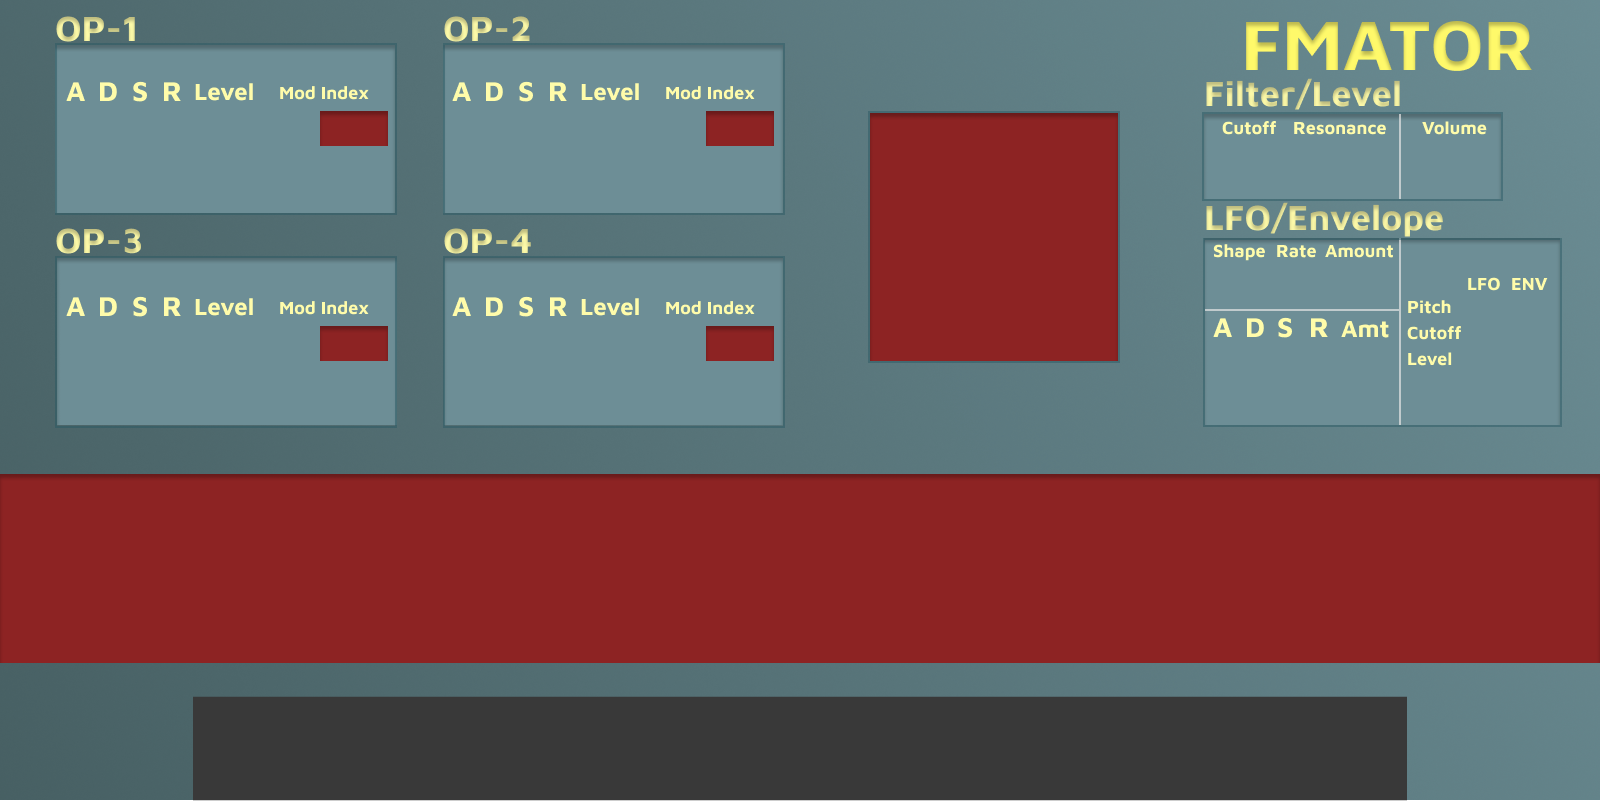 OP-1
A D S R Level Mod Index
OP-2
A D S R Level Mod Index
OP-3
A D S R Level Mod Index
OP-4
A D S R Level Mod Index
FMATOR
Filter/Level
Cutoff Resonance Volume
LFO/Envelope
Shape Rate Amount
A D S R Amt
LFO ENV
Pitch
Cutoff
Level